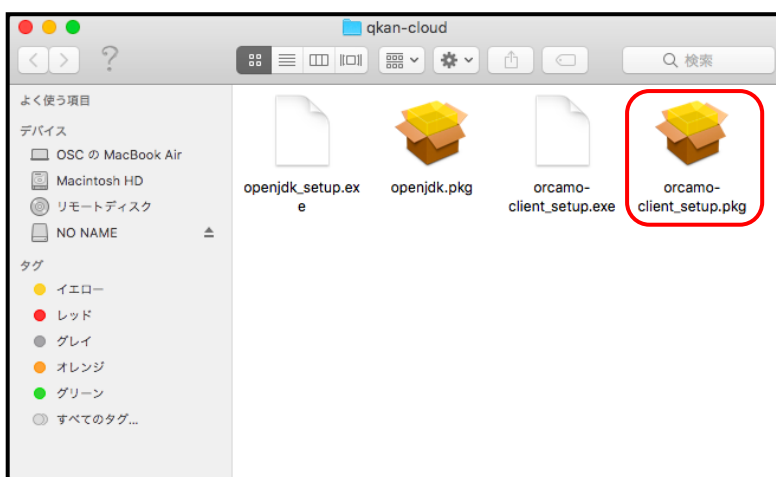 qkan-cloud
?
検索
よく使う項目
デバイス
OSC の MacBook Air
Macintosh HD
リモートディスク
NO NAME
タグ
イエロー
レッド
グレイ
オレンジ
グリーン
すべてのタグ...
openjdk_setup.ex
e
openjdk.pkg
orcamo-
client_setup.exe
orcamo-
client_setup.pkg